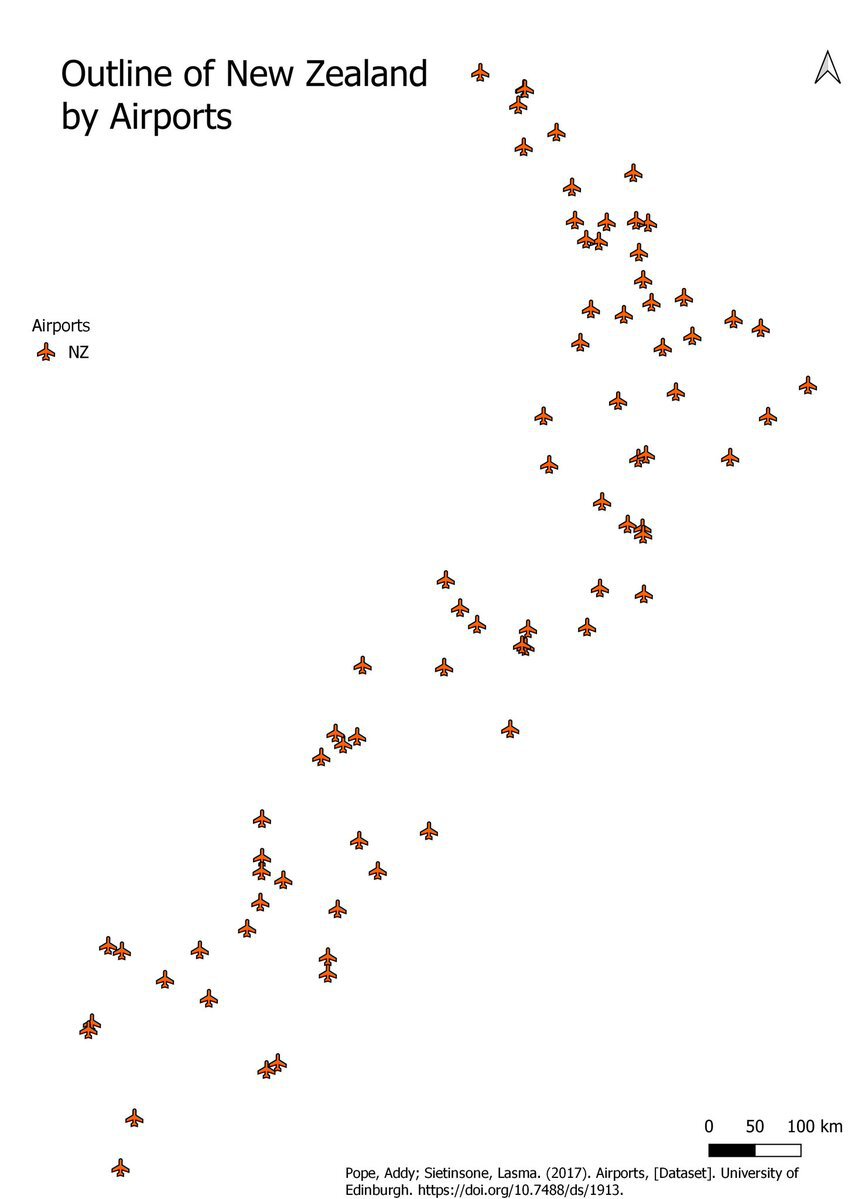 Outline of New Zealand
by Airports
Airports
NZ
0 50 100 km
Pope, Addy; Sietinsone, Lasma. (2017). Airports, [Dataset]. University of
Edinburgh. https://doi.org/10.7488/ds/1913.